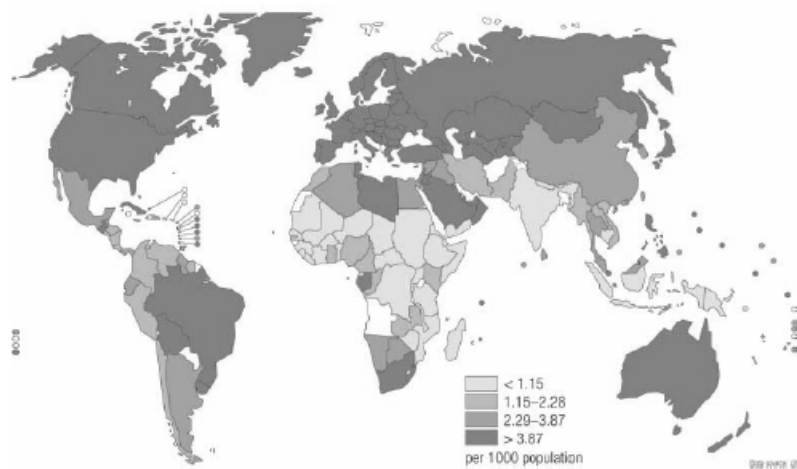 < 1.15
1.15–2.28
2.29–3.87
> 3.87
per 1000 population